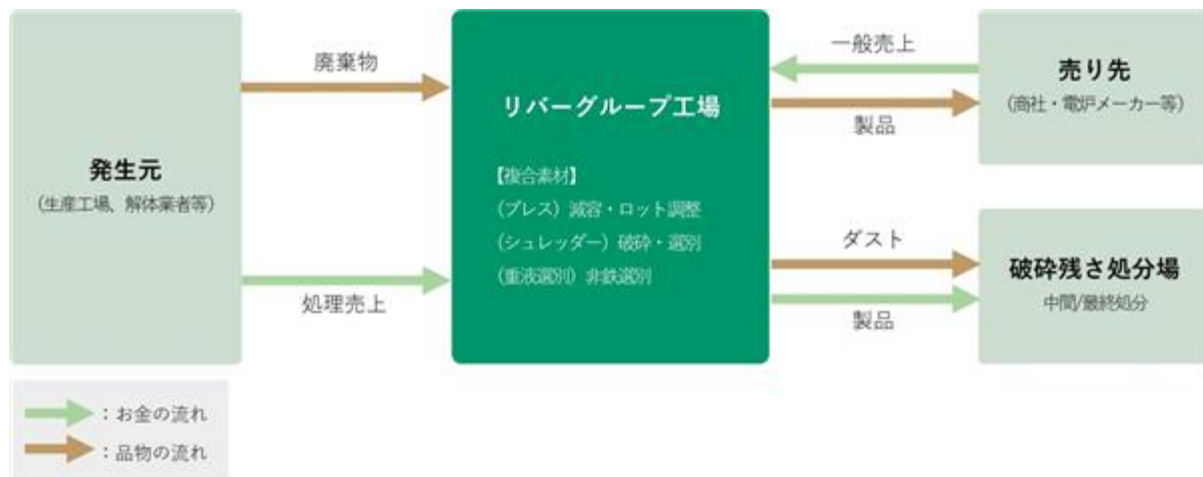 発生元
(生産工場、解体業者等)
廃棄物
処理売上
リバーグループ工場
【複合素材】
(プレス) 減容・ロット調整
(シュレッダー) 破砕・選別
(重液選別) 非鉄選別
一般売上
製品
売り先
(商社・電炉メーカー等)
ダスト
製品
破砕残さ処分場
中間/最終処分
:お金の流れ
:品物の流れ